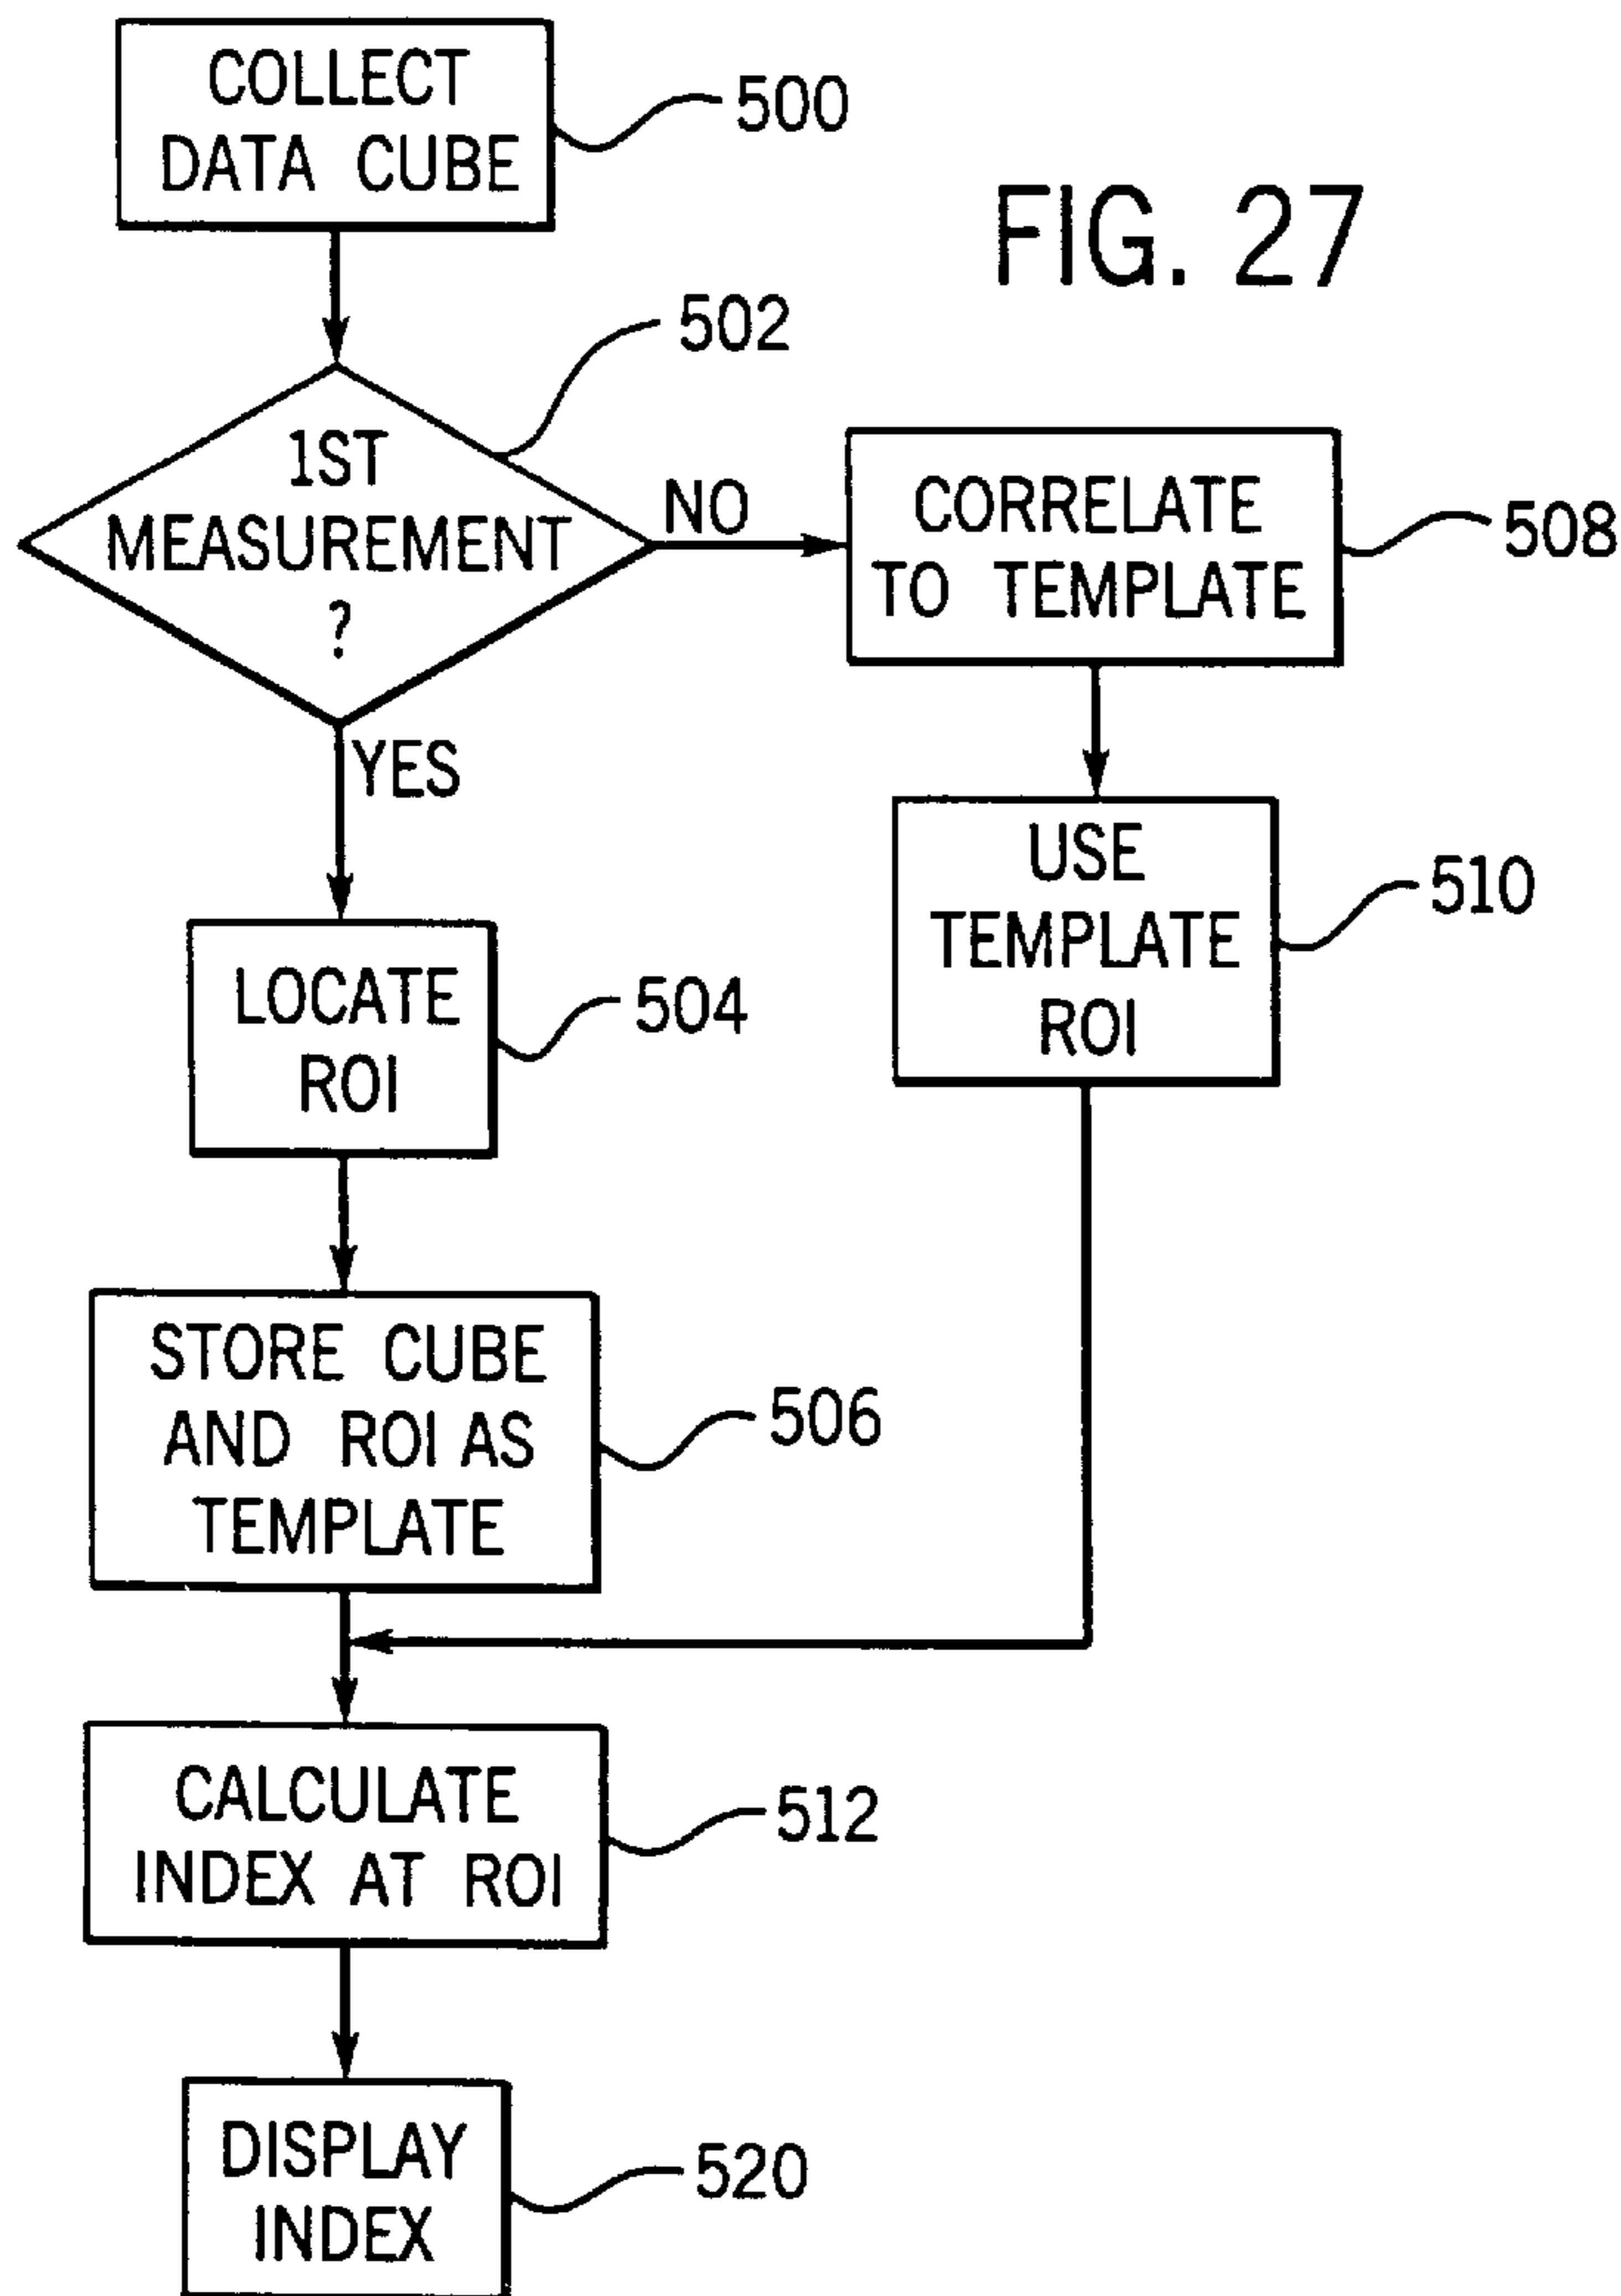 COLLECT
DATA CUBE
500
FIG. 27
502
1ST
MEASUREMENT
?
NO
CORRELATE
TO TEMPLATE
508
YES
USE
TEMPLATE
ROI
510
LOCATE
ROI
504
STORE CUBE
AND ROI AS
TEMPLATE
506
CALCULATE
INDEX AT ROI
512
DISPLAY
INDEX
520